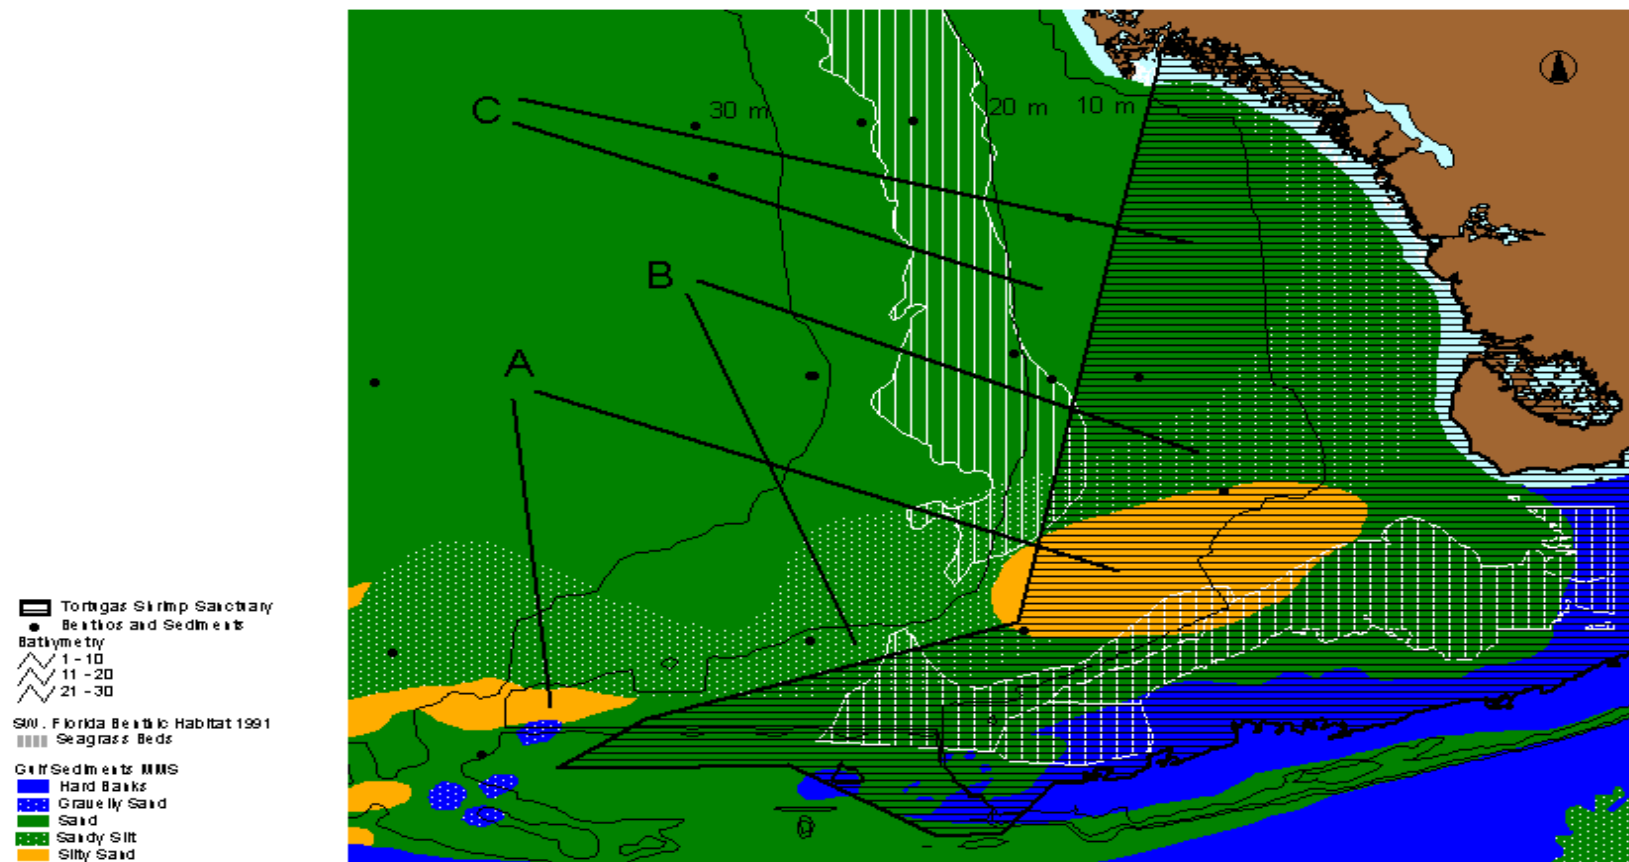 C
30 m
20 m
10 m
B
A
Tortugas Shrimp Sanctuary
Benthos and Sediments
Bathymetry
1 - 10
11 - 20
21 - 30
SW. Florida Benthic Habitat 1991
Seagrass Beds
Gulf Sediments MMS
Hard Banks
Gravelly Sand
Sand
Sandy Silt
Silty Sand